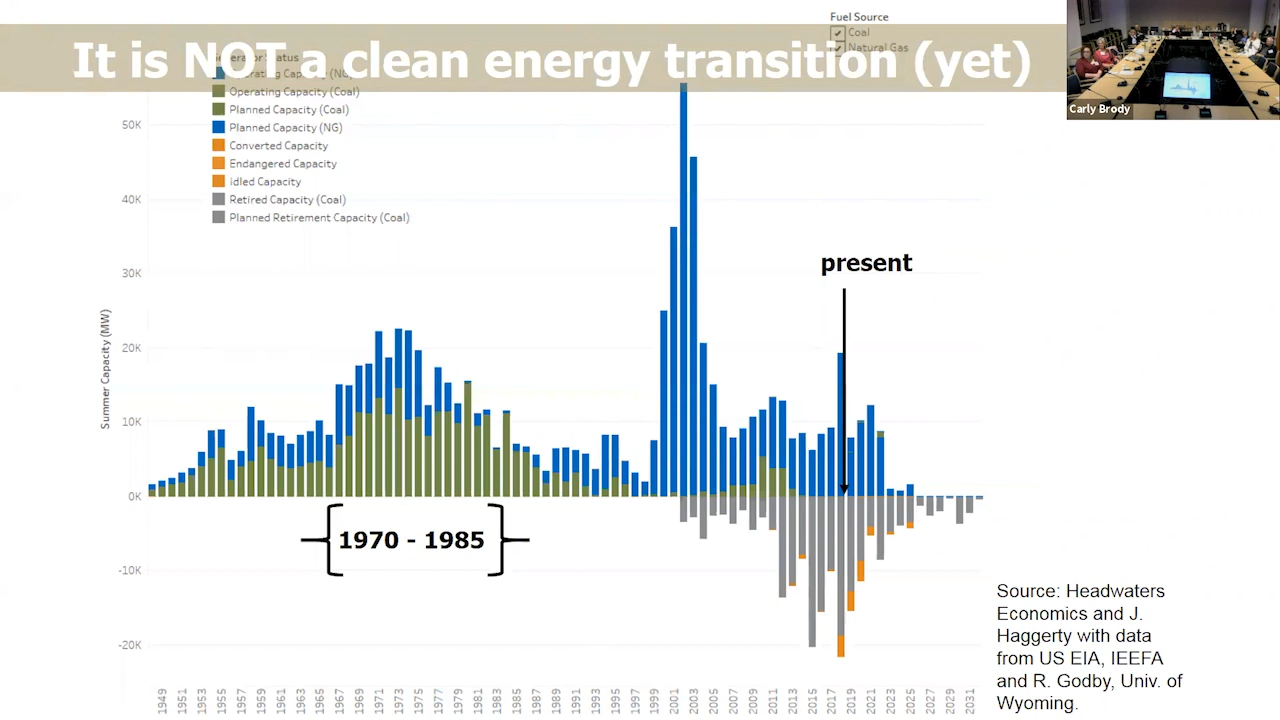 It is NOT a clean energy transition (yet)
Fuel Source
Coal
Natural Gas
Carly Brody
Operating Capacity (NG)
Operating Capacity (Coal)
Planned Capacity (Coal)
Planned Capacity (NG)
Converted Capacity
Endangered Capacity
Idled Capacity
Retired Capacity (Coal)
Planned Retirement Capacity (Coal)
Summer Capacity (MW)
50K
40K
30K
20K
10K
0K
-10K
-20K
present
1970 - 1985
1949 1951 1953 1955 1957 1959 1961 1963 1965 1967 1969 1971 1973 1975 1977 1979 1981 1983 1985 1987 1989 1991 1993 1995 1997 1999 2001 2003 2005 2007 2009 2011 2013 2015 2017 2019 2021 2023 2025 2027 2029 2031
Source: Headwaters
Economics and J.
Haggerty with data
from US EIA, IEEFA
and R. Godby, Univ. of
Wyoming.